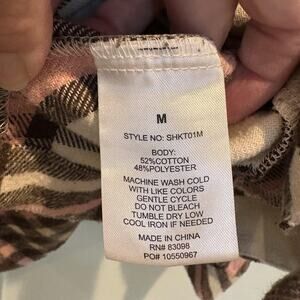 M
STYLE NO: SHKT01M
BODY:
52%COTTON
48%POLYESTER
MACHINE WASH COLD
WITH LIKE COLORS
GENTLE CYCLE
DO NOT BLEACH
TUMBLE DRY LOW
COOL IRON IF NEEDED
MADE IN CHINA
RN# 83098
PO# 10550967